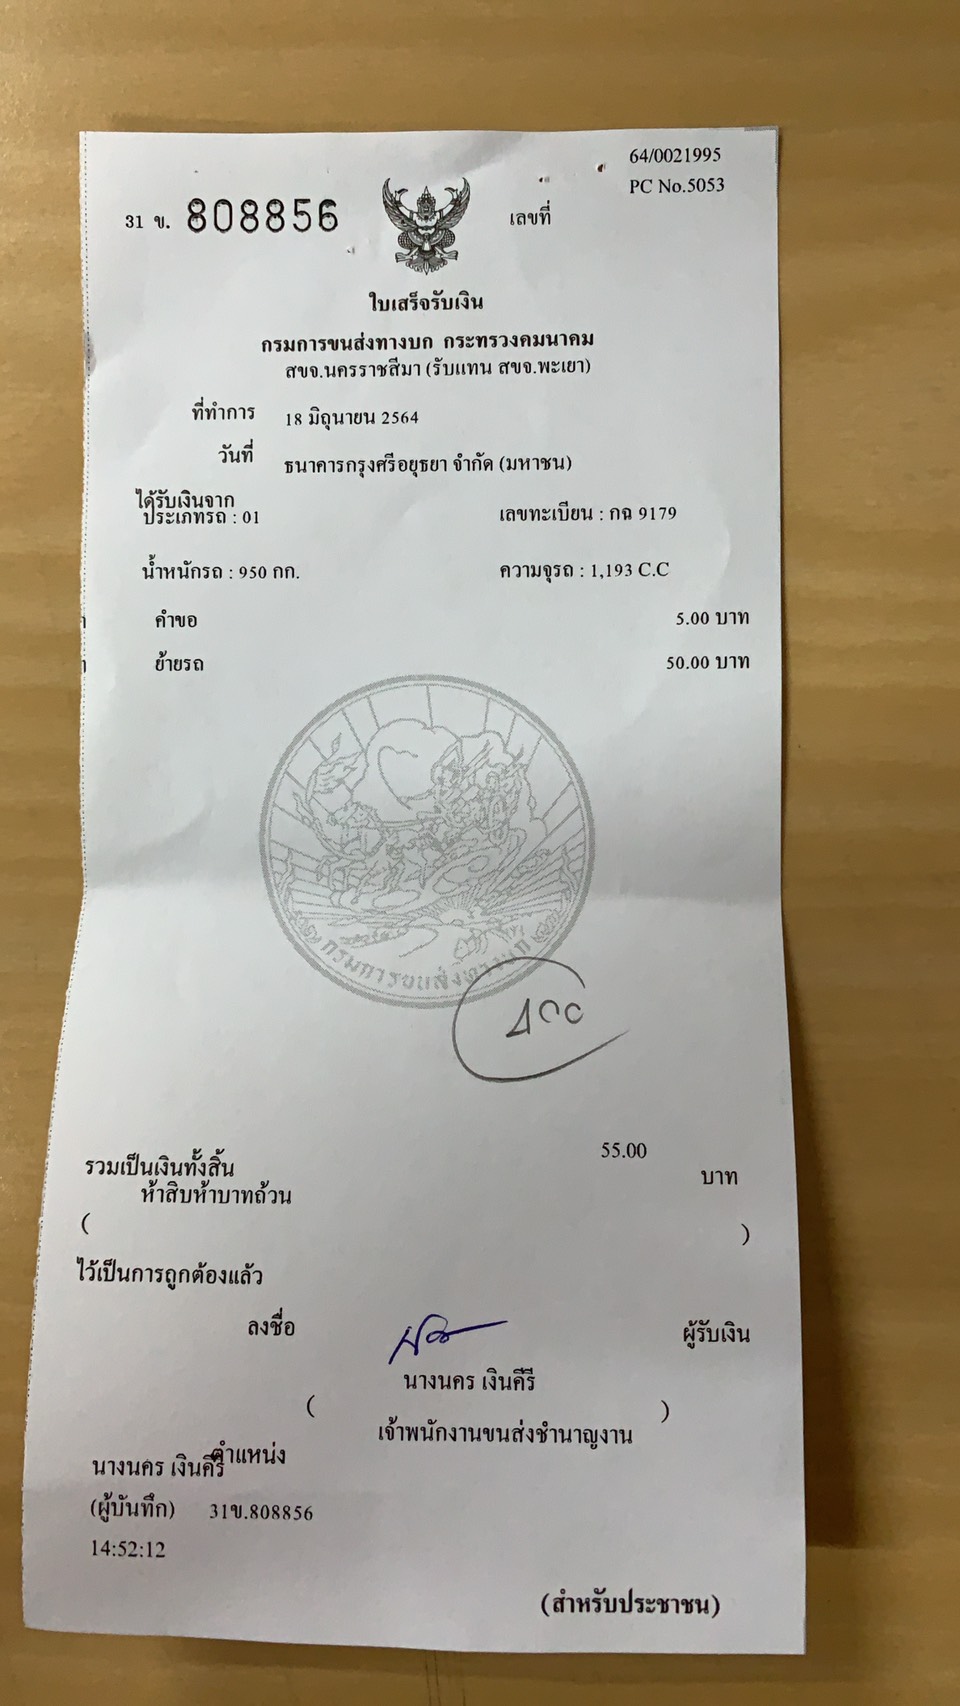 64/0021995
PC No.5053
31 ข. 808856
เลขที่
ใบเสร็จรับเงิน
กรมการขนส่งทางบก กระทรวงคมนาคม
สขจ.นครราชสีมา (รับแทน สขจ.พะเยา)
ที่ทำการ
18 มิถุนายน 2564
วันที่
ธนาคารกรุงศรีอยุธยา จำกัด (มหาชน)
ได้รับเงินจาก
ประเภทรถ : 01 เลขทะเบียน : กฉ 9179
น้ำหนักรถ : 950 กก. ความจุรถ : 1,193 C.C
คำขอ 5.00 บาท
ย้ายรถ 50.00 บาท
กรมการขนส่งทางบก
55.00
รวมเป็นเงินทั้งสิ้น บาท
ห้าสิบห้าบาทถ้วน
( )
ไว้เป็นการถูกต้องแล้ว
ลงชื่อ ผู้รับเงิน
นางนคร เงินคีรี
( )
เจ้าพนักงานขนส่งชำนาญงาน
ตำแหน่ง
นางนคร เงินคีรี
(ผู้บันทึก) 31ข.808856
14:52:12
(สำหรับประชาชน)